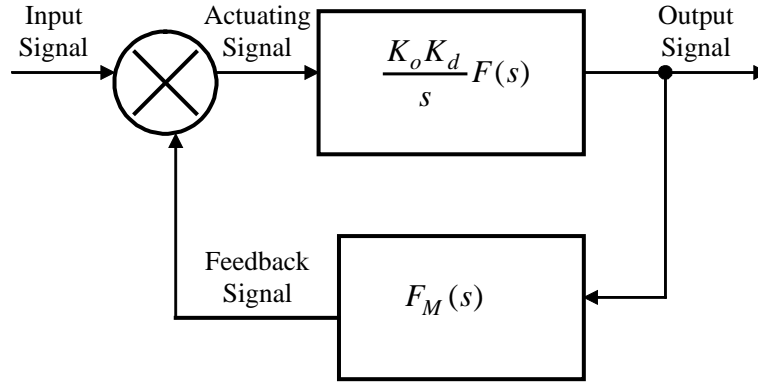 Input
Signal
Actuating
Signal
Output
Signal
K_o K_d
s
F(s)
Feedback
Signal
F_M(s)